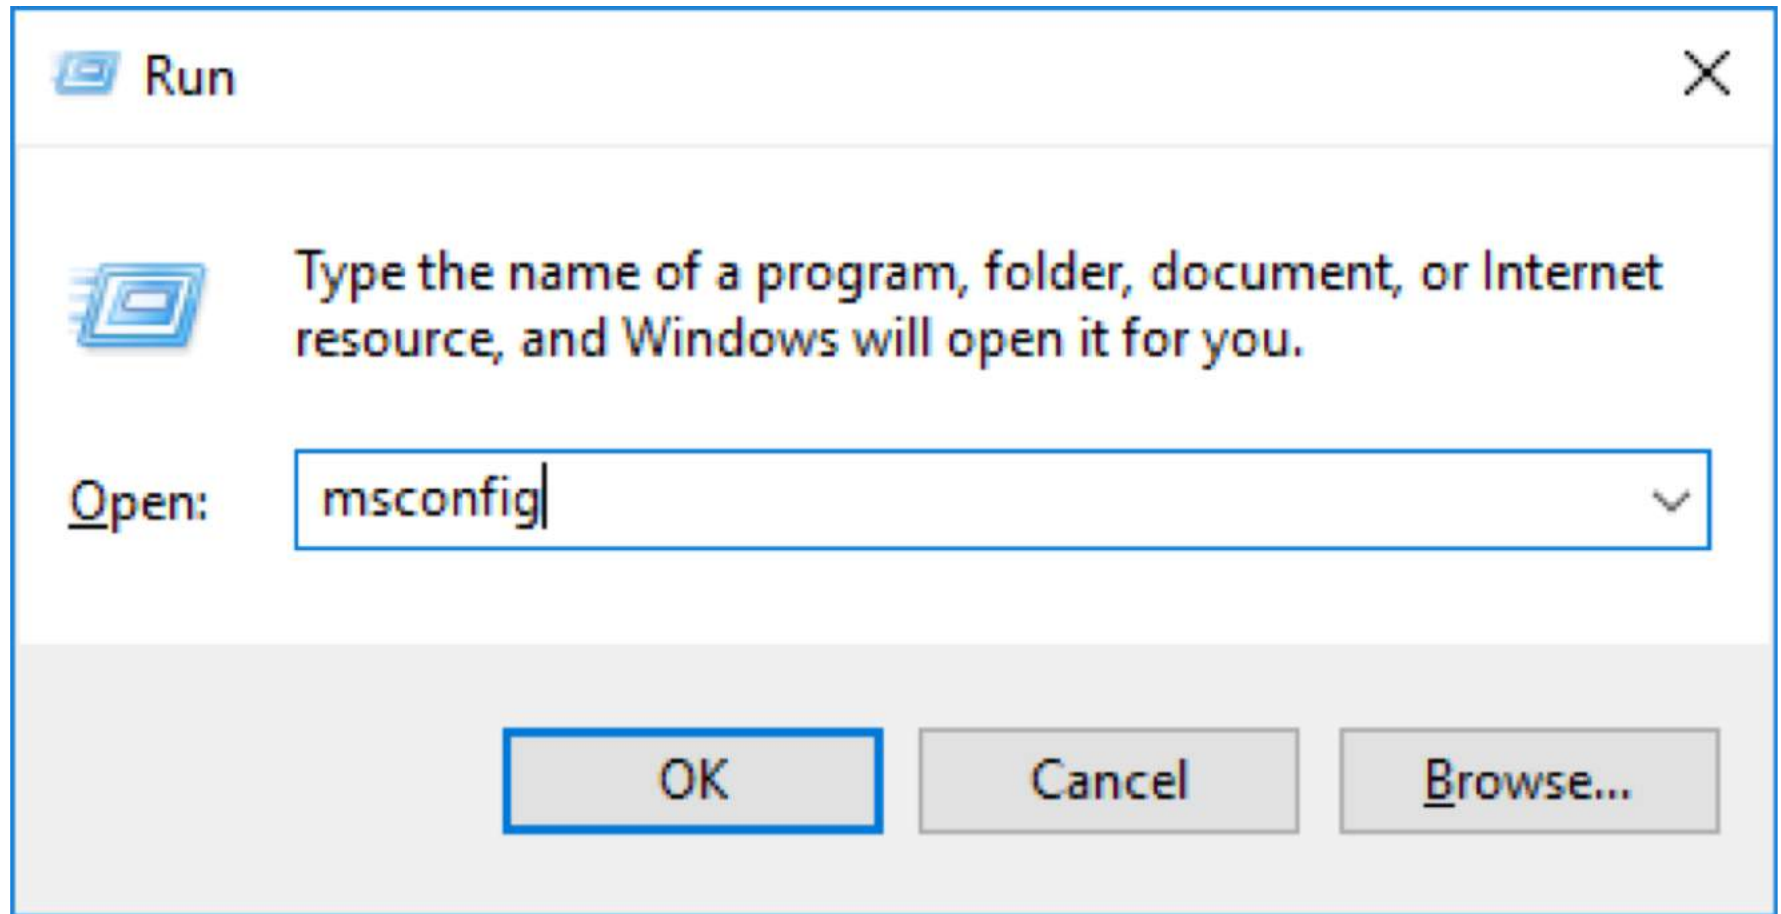 Run
Type the name of a program, folder, document, or Internet
resource, and Windows will open it for you.
Open: msconfig
OK Cancel Browse...